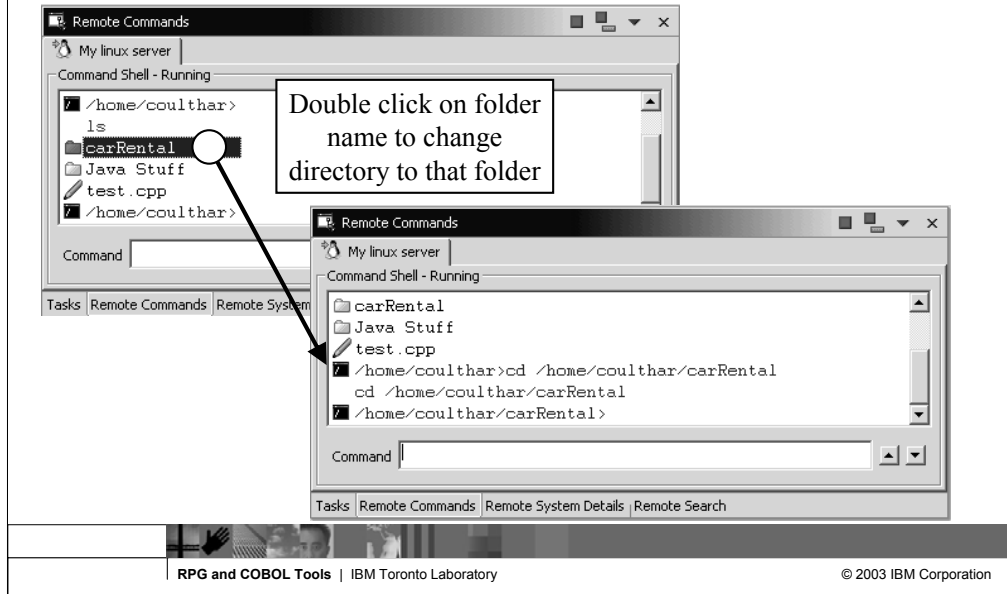 Remote Commands
My linux server
Command Shell - Running
/home/coulthar>
ls
carRental
Java Stuff
test.cpp
/home/coulthar>
Command
Tasks Remote Commands Remote System
Double click on folder
name to change
directory to that folder
Remote Commands
My linux server
Command Shell - Running
carRental
Java Stuff
test.cpp
/home/coulthar>cd /home/coulthar/carRental
cd /home/coulthar/carRental
/home/coulthar/carRental>
Command
Tasks Remote Commands Remote System Details Remote Search
RPG and COBOL Tools | IBM Toronto Laboratory
© 2003 IBM Corporation